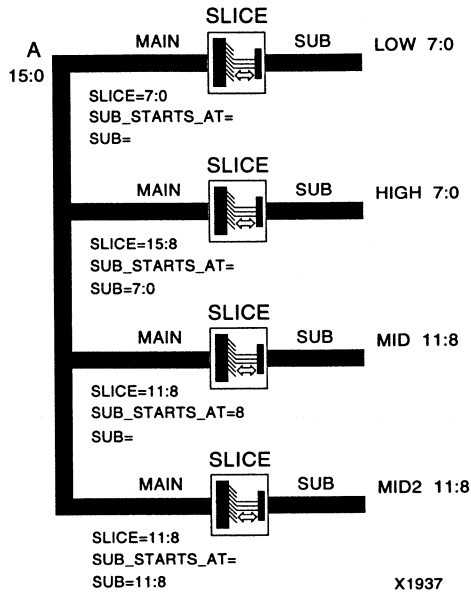 SLICE
A MAIN SUB LOW 7:0
15:0
SLICE=7:0
SUB_STARTS_AT=
SUB=
SLICE
MAIN SUB HIGH 7:0
SLICE=15:8
SUB_STARTS_AT=
SUB=7:0
SLICE
MAIN SUB MID 11:8
SLICE=11:8
SUB_STARTS_AT=8
SUB=
SLICE
MAIN SUB MID2 11:8
SLICE=11:8
SUB_STARTS_AT=
SUB=11:8
X1937